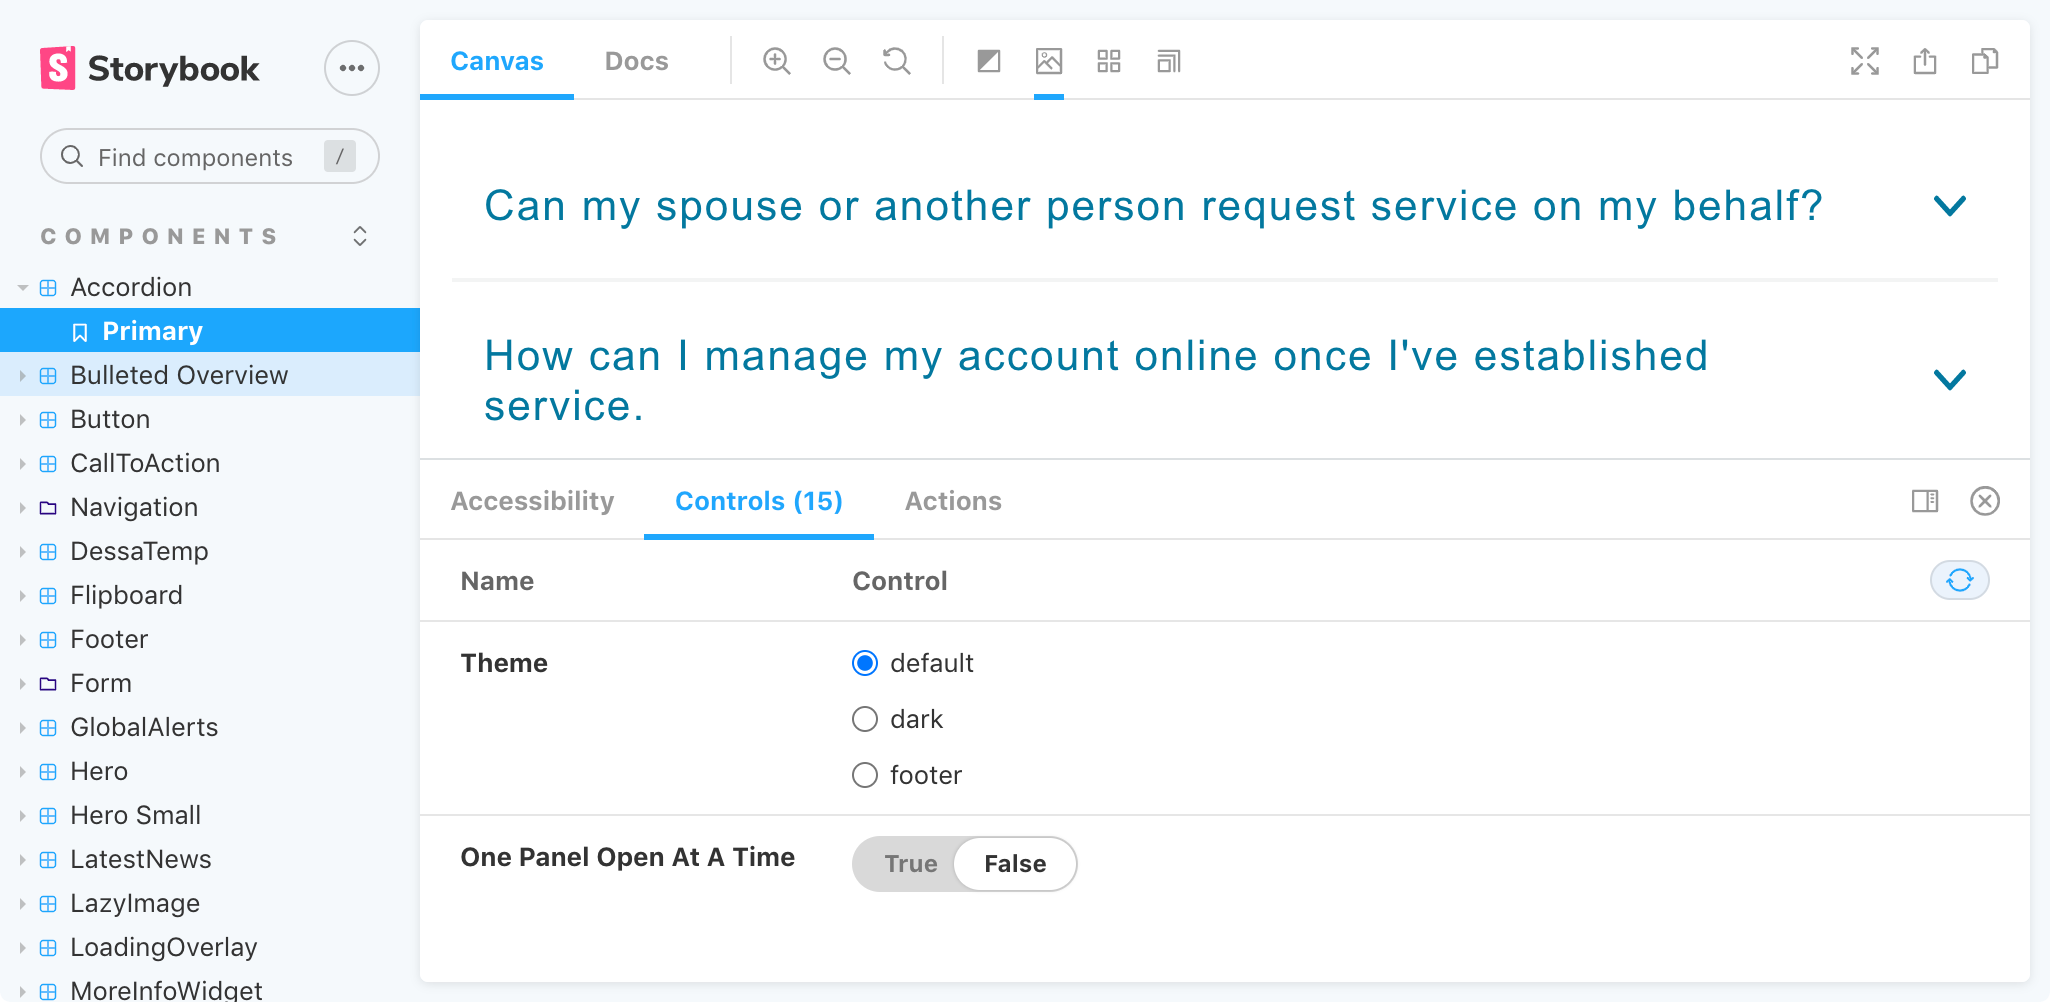 Storybook
Find components /
COMPONENTS
Accordion
Primary
Bulleted Overview
Button
CallToAction
Navigation
DessaTemp
Flipboard
Footer
Form
GlobalAlerts
Hero
Hero Small
LatestNews
LazyImage
LoadingOverlay
MoreInfoWidget
Canvas Docs
Can my spouse or another person request service on my behalf?
How can I manage my account online once I've established
service.
Accessibility Controls (15) Actions
Name Control
Theme default
dark
footer
One Panel Open At A Time True False